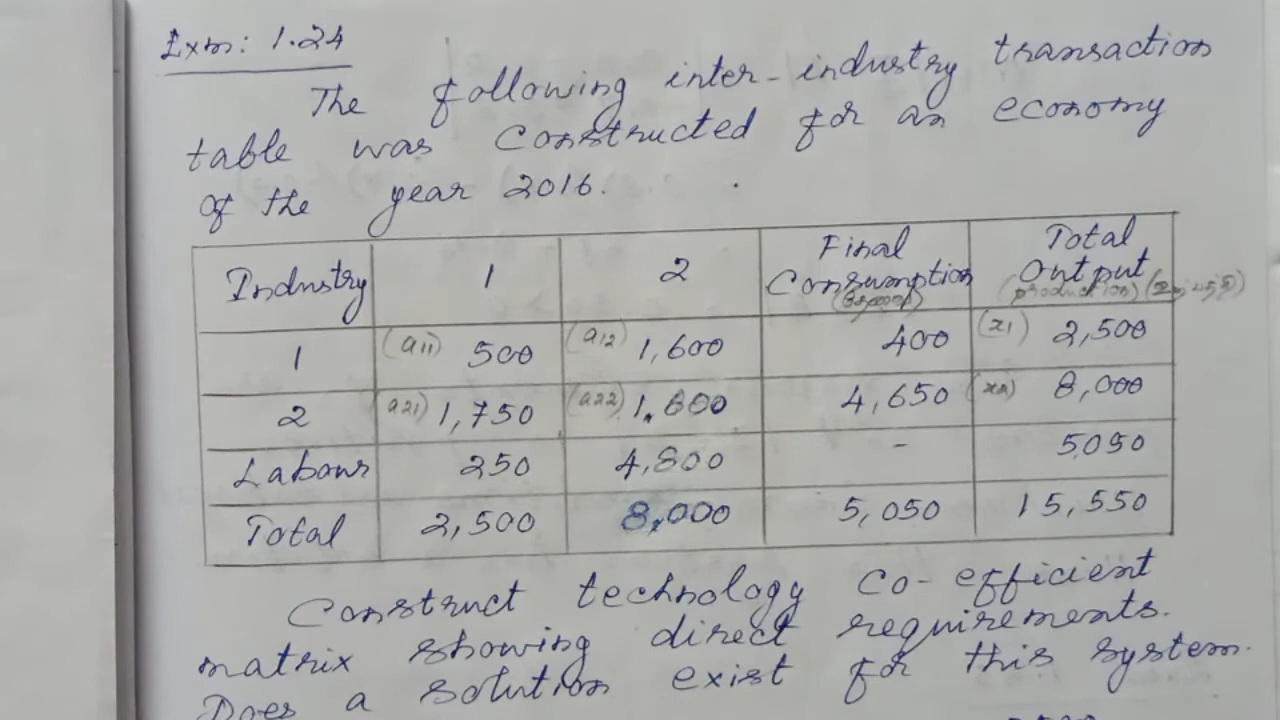 Exm: 1.24
The following inter-industry transaction
table was constructed for an economy
of the year 2016.
Industry 1 2 Final Consumption Total Output (production)
1 (a11) 500 (a12) 1,600 400 (x1) 2,500
2 (a21) 1,750 (a22) 1,600 4,650 (x2) 8,000
Labour 250 4,800 - 5,050
Total 2,500 8,000 5,050 15,550
Construct technology co-efficient
matrix showing direct requirements.
Does a solution exist for this system.